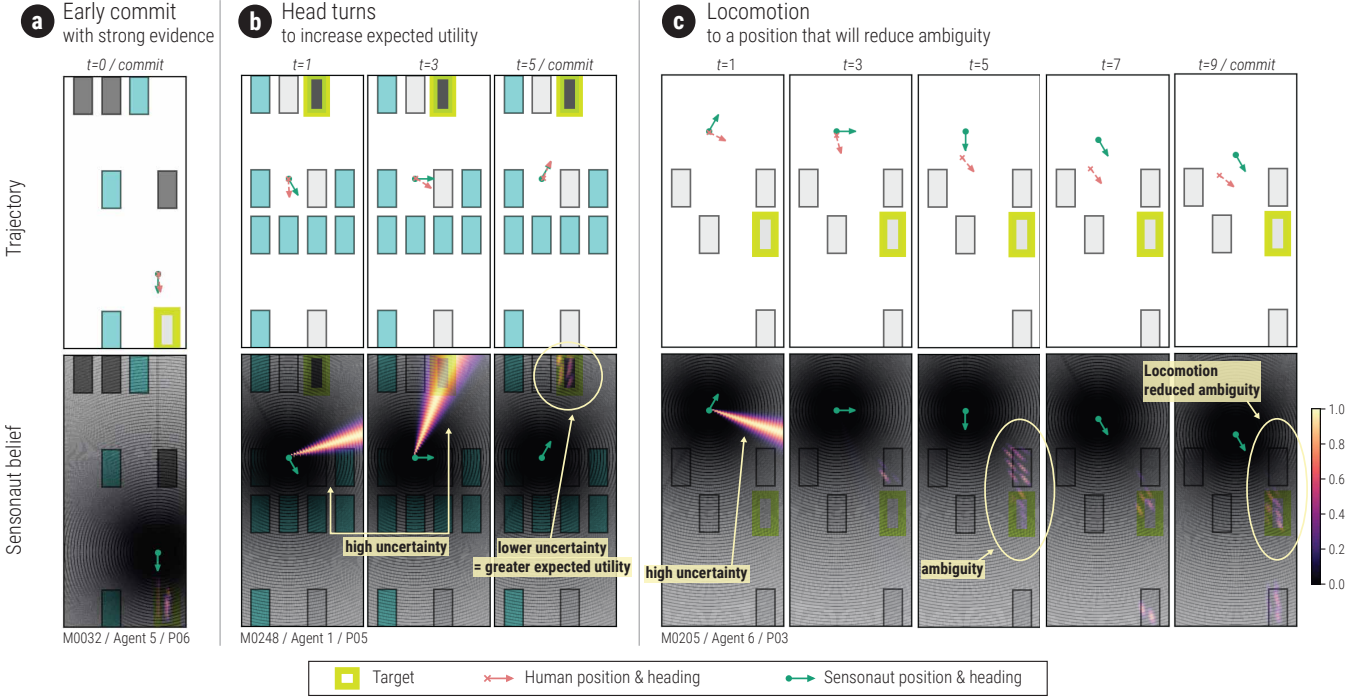 a Early commit
with strong evidence
b Head turns
to increase expected utility
c Locomotion
to a position that will reduce ambiguity
t=0 / commit
t=1
t=3
t=5 / commit
t=1
t=3
t=5
t=7
t=9 / commit
Trajectory
Sensonaut belief
high uncertainty
lower uncertainty
= greater expected utility
high uncertainty
ambiguity
Locomotion
reduced ambiguity
1.0
0.8
0.6
0.4
0.2
0.0
M0032 / Agent 5 / P06
M0248 / Agent 1 / P05
M0205 / Agent 6 / P03
Target
Human position & heading
Sensonaut position & heading